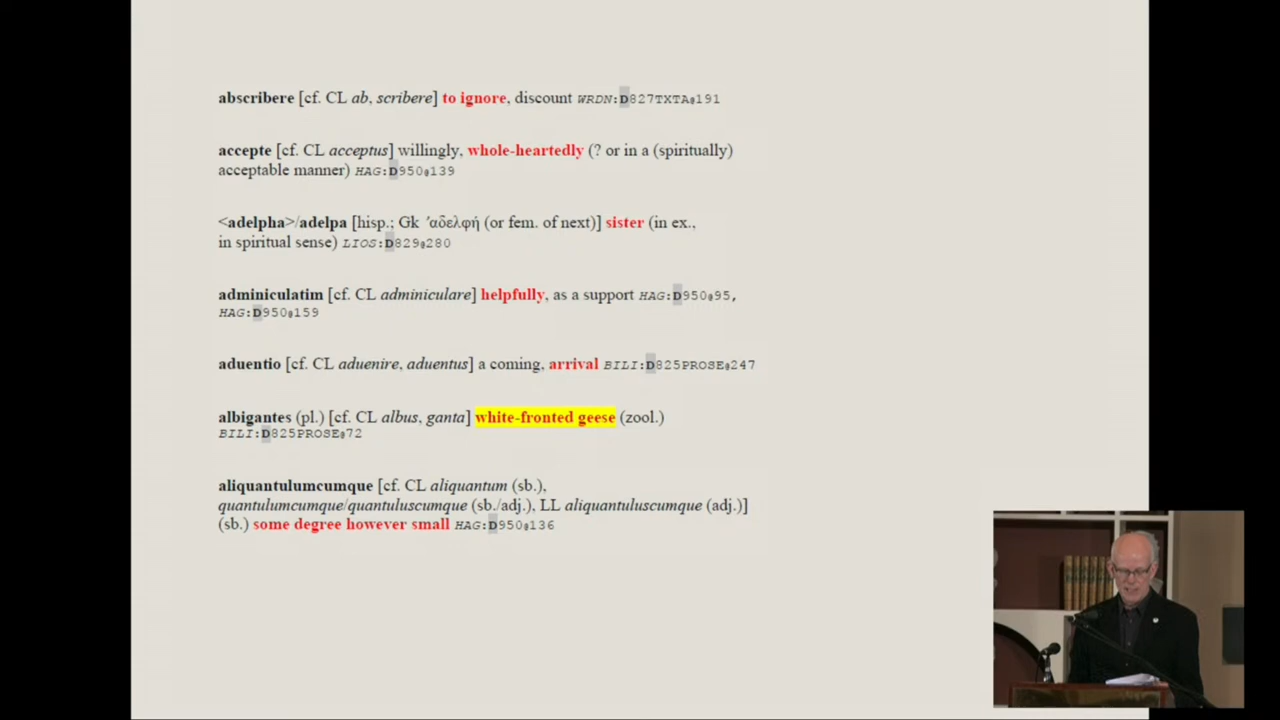 abscribere [cf. CL ab, scribere] to ignore, discount WRDN:D827TXTA@191
accepte [cf. CL acceptus] willingly, whole-heartedly (? or in a (spiritually)
acceptable manner) HAG:D950@139
<adelpha>/adelpa [hisp.; Gk ’αδελφή (or fem. of next)] sister (in ex.,
in spiritual sense) LIOS:D829@280
adminiculatim [cf. CL adminiculare] helpfully, as a support HAG:D950@95,
HAG:D950@159
aduentio [cf. CL aduenire, aduentus] a coming, arrival BILI:D825PROSE@247
albigantes (pl.) [cf. CL albus, ganta] white-fronted geese (zool.)
BILI:D825PROSE@72
aliquantulumcumque [cf. CL aliquantum (sb.),
quantulumcumque/quantuluscumque (sb./adj.), LL aliquantuluscumque (adj.)]
(sb.) some degree however small HAG:D950@136